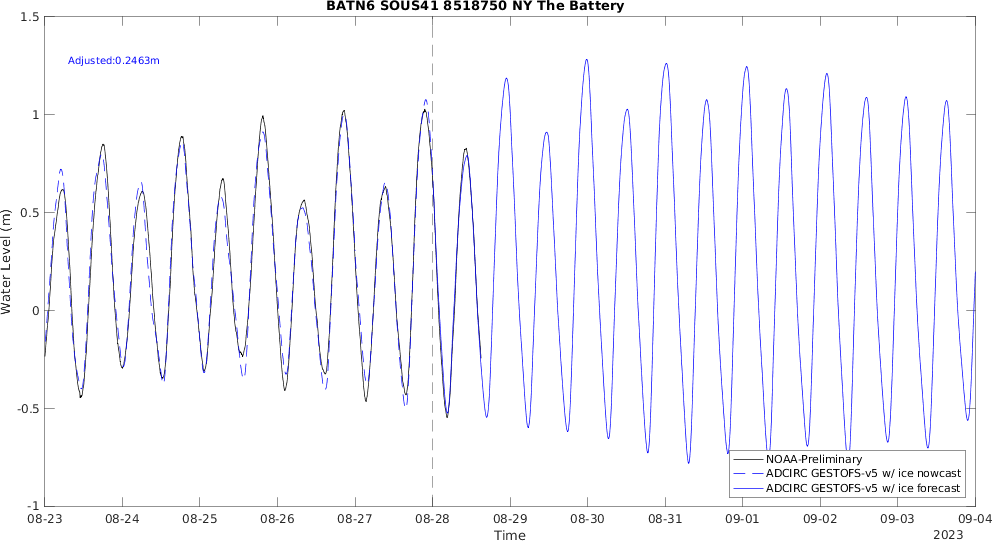 BATN6 SOUS41 8518750 NY The Battery
Adjusted:0.2463m
Water Level (m)
1.5
1
0.5
0
-0.5
-1
08-23 08-24 08-25 08-26 08-27 08-28 08-29 08-30 08-31 09-01 09-02 09-03 09-04
Time
2023
NOAA-Preliminary
ADCIRC GESTOFS-v5 w/ ice nowcast
ADCIRC GESTOFS-v5 w/ ice forecast